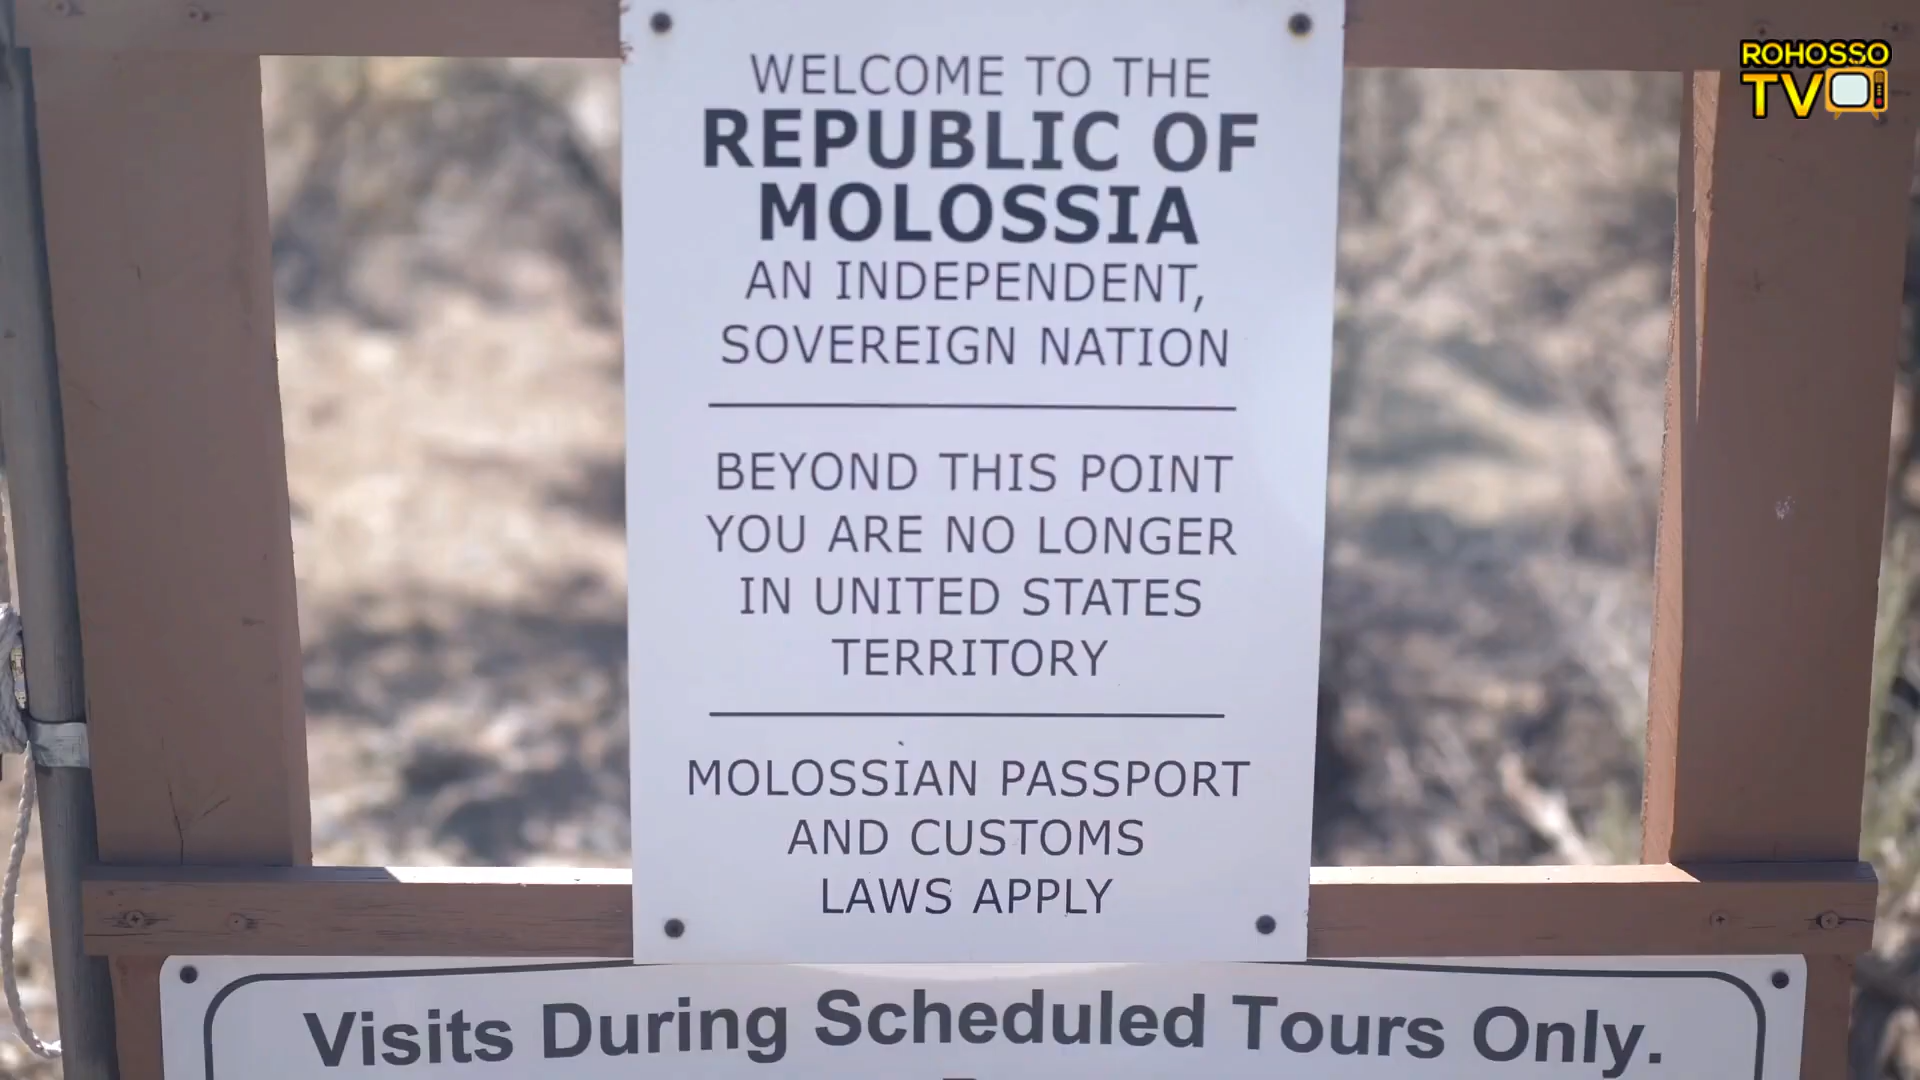 ROHOSSO
TV
WELCOME TO THE
REPUBLIC OF
MOLOSSIA
AN INDEPENDENT,
SOVEREIGN NATION
BEYOND THIS POINT
YOU ARE NO LONGER
IN UNITED STATES
TERRITORY
MOLOSSIAN PASSPORT
AND CUSTOMS
LAWS APPLY
Visits During Scheduled Tours Only.